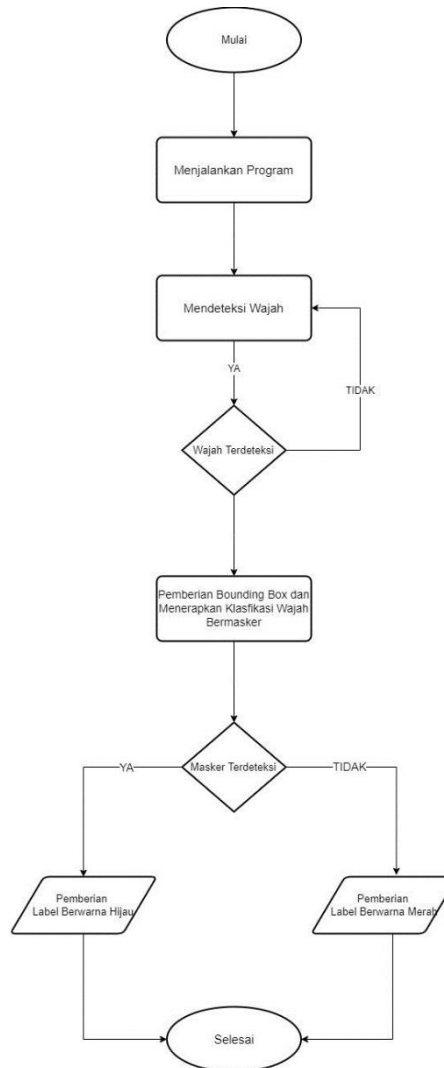 Mulai
Menjalankan Program
Mendeteksi Wajah
YA
TIDAK
Wajah Terdeteksi
Pemberian Bounding Box dan
Menerapkan Klasfikasi Wajah
Bermasker
Masker Terdeteksi
YA
TIDAK
Pemberian
Label Berwarna Hijau
Pemberian
Label Berwarna Merah
Selesai